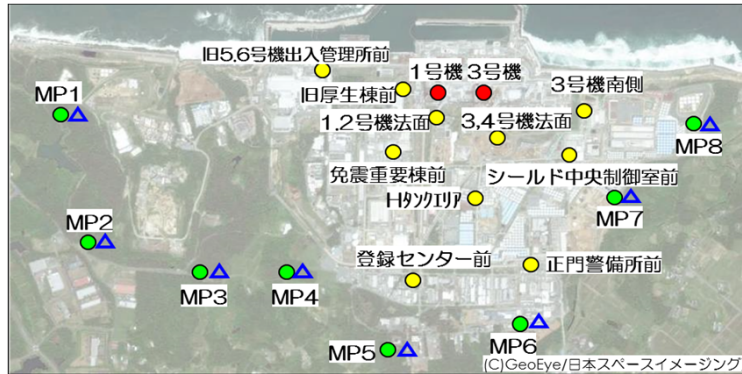 旧5.6号機出入管理所前
1号機
3号機
MP1
旧厚生棟前
3号機南側
1.2号機法面
3,4号機法面
MP8
免震重要棟前
シールド中央制御室前
Hタンクエリア
MP7
MP2
登録センター前
正門警備所前
MP3
MP4
MP6
MP5
(C)GeoEye/日本スペースイメージング